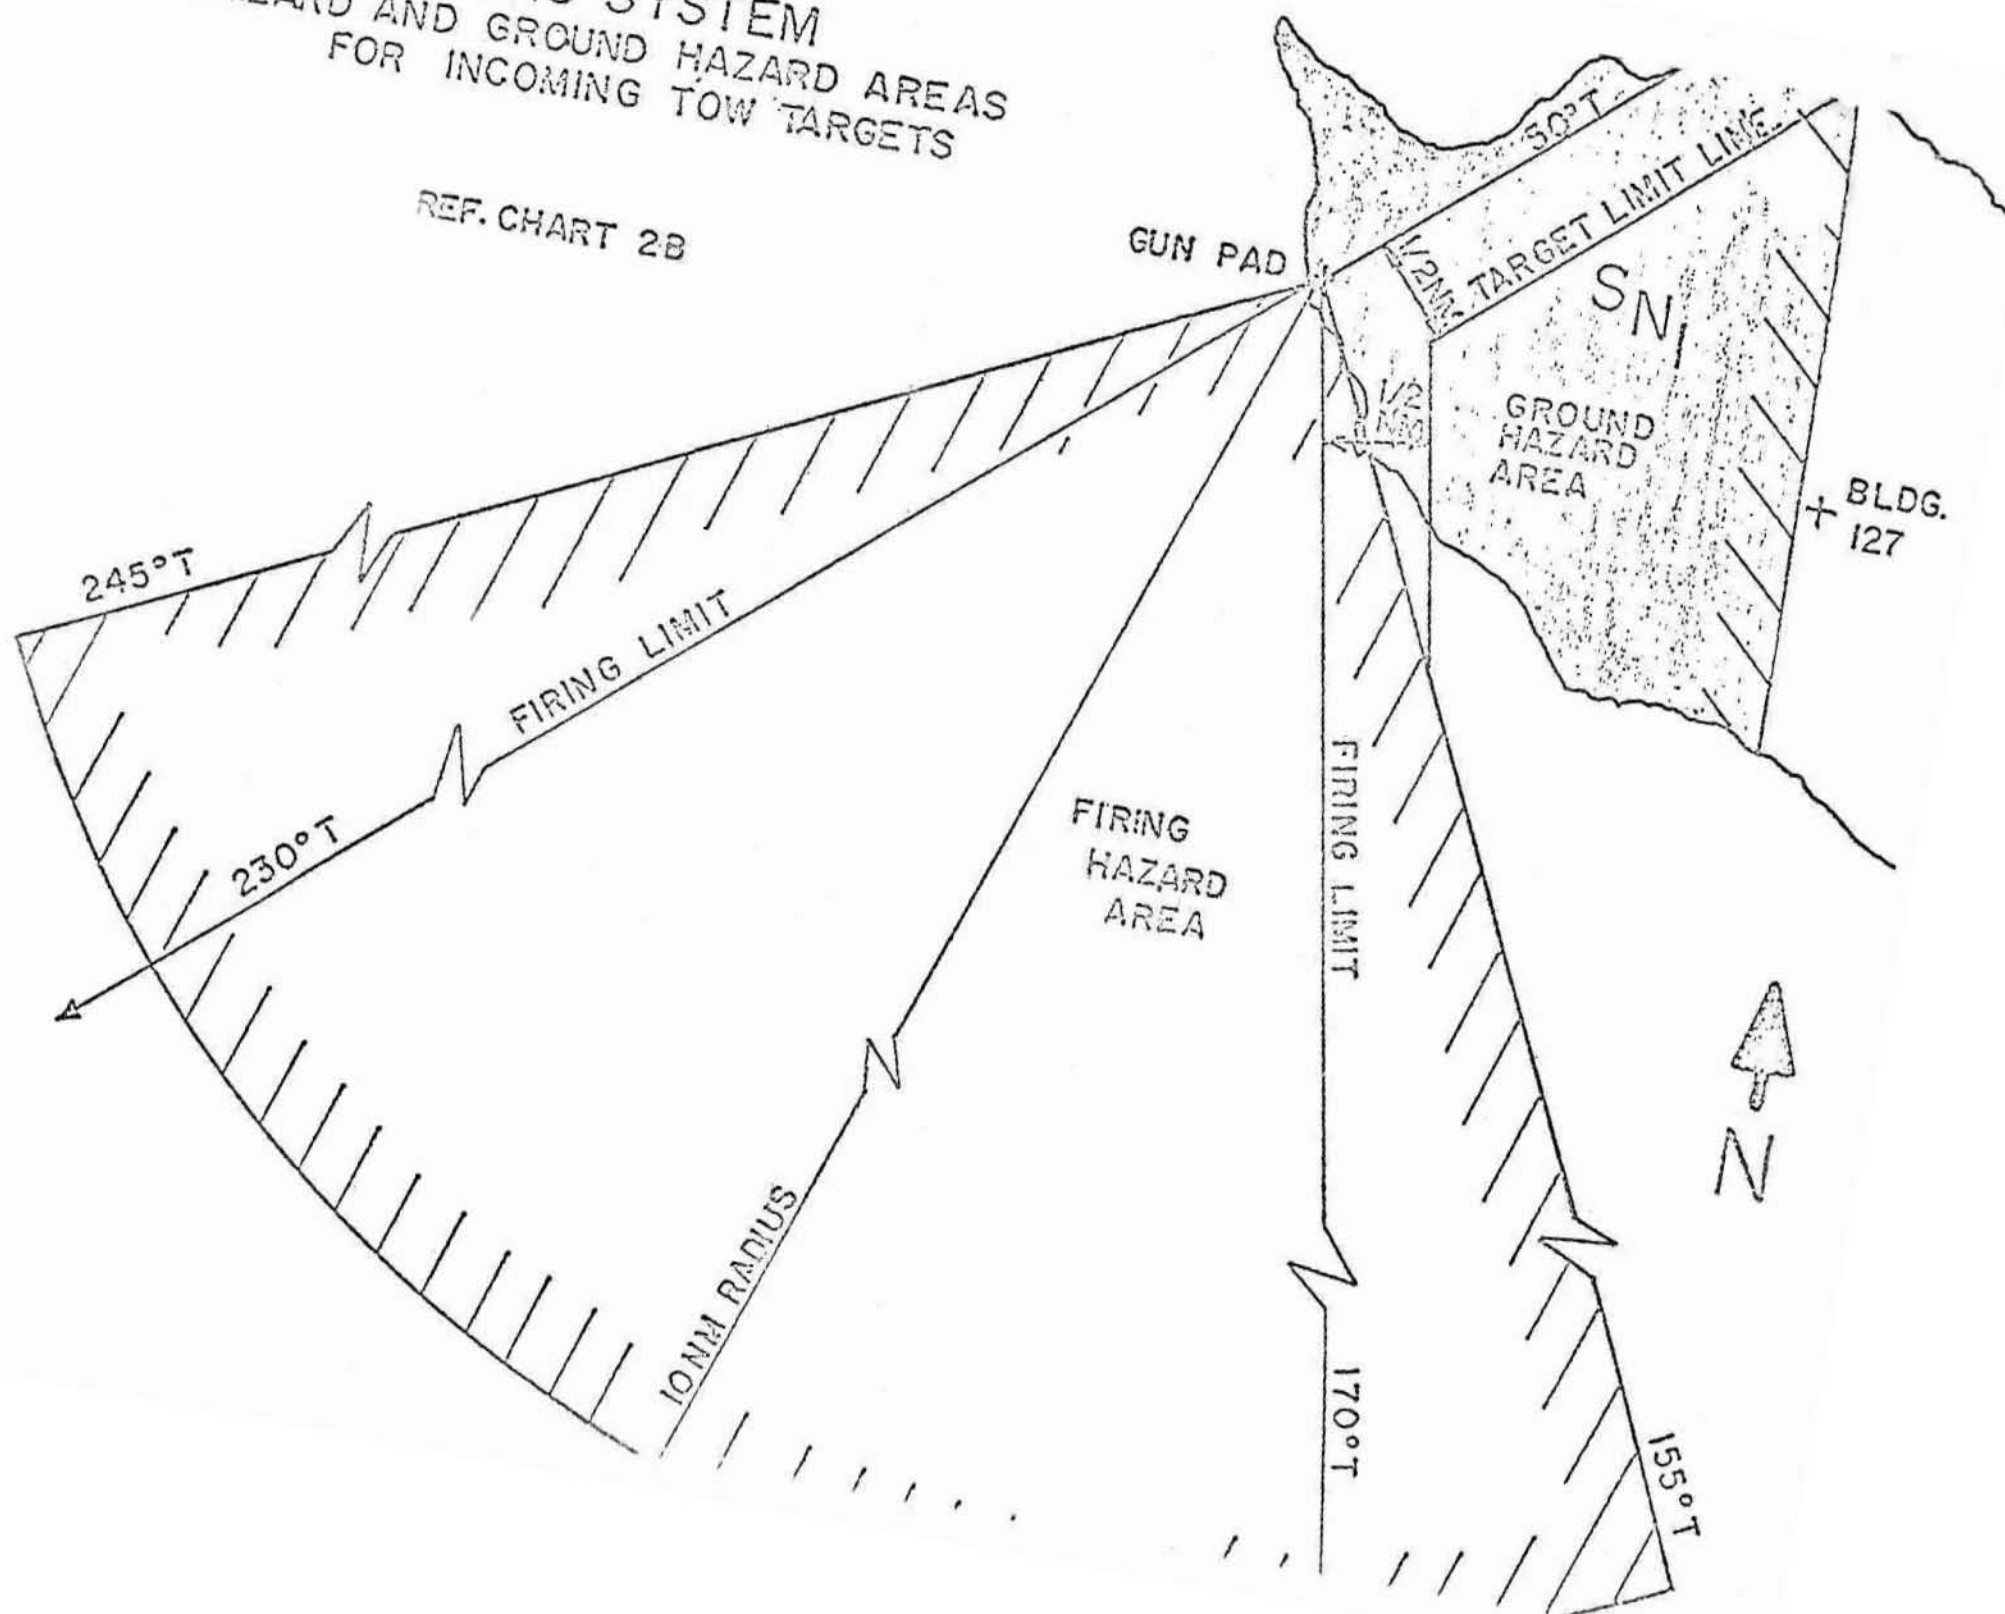 SYSTEM
AND GROUND HAZARD AREAS
FOR INCOMING TOW TARGETS
REF. CHART 2B
GUN PAD
50°T
TARGET LIMIT LINE
1/2NM
SN
1/2
NM
GROUND
HAZARD
AREA
BLDG.
127
245°T
FIRING LIMIT
230°T
FIRING
HAZARD
AREA
FIRING LIMIT
10NM RADIUS
170°T
155°T
N